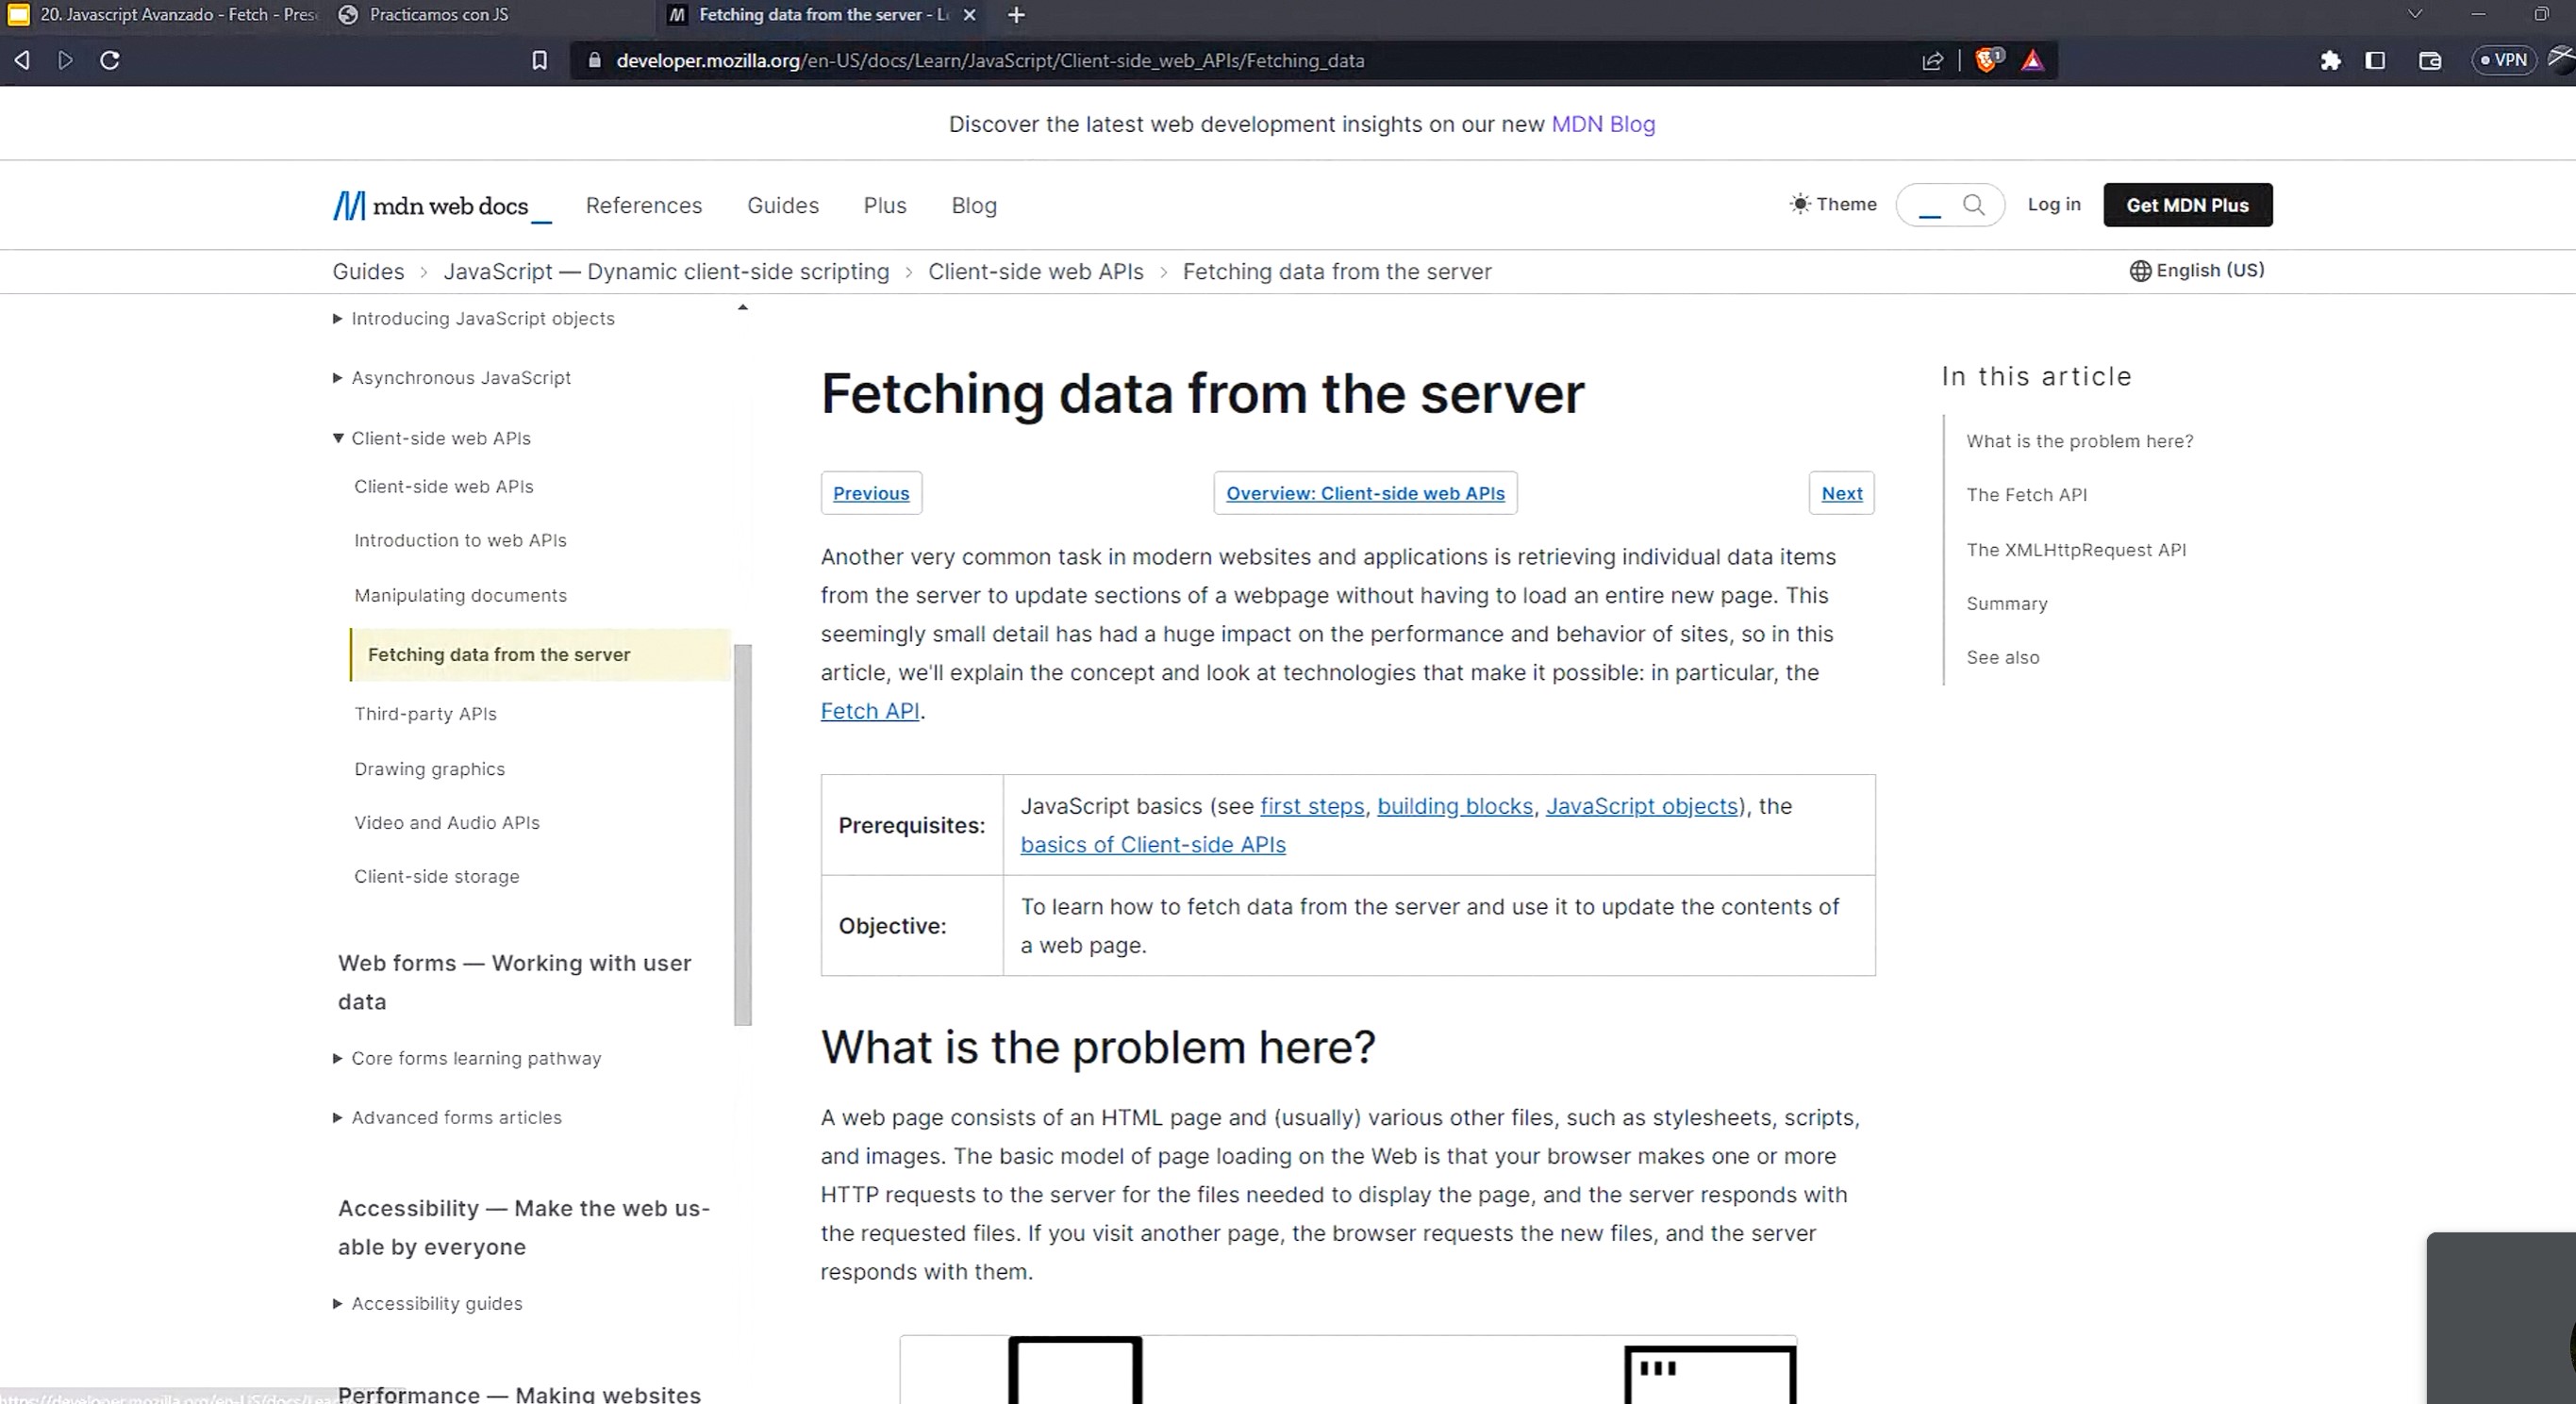 20. Javascript Avanzado - Fetch - Pres
Practicamos con JS
Fetching data from the server - L
developer.mozilla.org/en-US/docs/Learn/JavaScript/Client-side_web_APIs/Fetching_data
1
VPN
Discover the latest web development insights on our new MDN Blog
mdn web docs_
References
Guides
Plus
Blog
Theme
Log in
Get MDN Plus
Guides > JavaScript — Dynamic client-side scripting > Client-side web APIs > Fetching data from the server
English (US)
Introducing JavaScript objects
Asynchronous JavaScript
Client-side web APIs
Client-side web APIs
Introduction to web APIs
Manipulating documents
Fetching data from the server
Third-party APIs
Drawing graphics
Video and Audio APIs
Client-side storage
Web forms — Working with user
data
Core forms learning pathway
Advanced forms articles
Accessibility — Make the web us-
able by everyone
Accessibility guides
Performance — Making websites
Fetching data from the server
Previous
Overview: Client-side web APIs
Next
Another very common task in modern websites and applications is retrieving individual data items
from the server to update sections of a webpage without having to load an entire new page. This
seemingly small detail has had a huge impact on the performance and behavior of sites, so in this
article, we'll explain the concept and look at technologies that make it possible: in particular, the
Fetch API.
Prerequisites:
JavaScript basics (see first steps, building blocks, JavaScript objects), the
basics of Client-side APIs
Objective:
To learn how to fetch data from the server and use it to update the contents of
a web page.
What is the problem here?
A web page consists of an HTML page and (usually) various other files, such as stylesheets, scripts,
and images. The basic model of page loading on the Web is that your browser makes one or more
HTTP requests to the server for the files needed to display the page, and the server responds with
the requested files. If you visit another page, the browser requests the new files, and the server
responds with them.
In this article
What is the problem here?
The Fetch API
The XMLHttpRequest API
Summary
See also